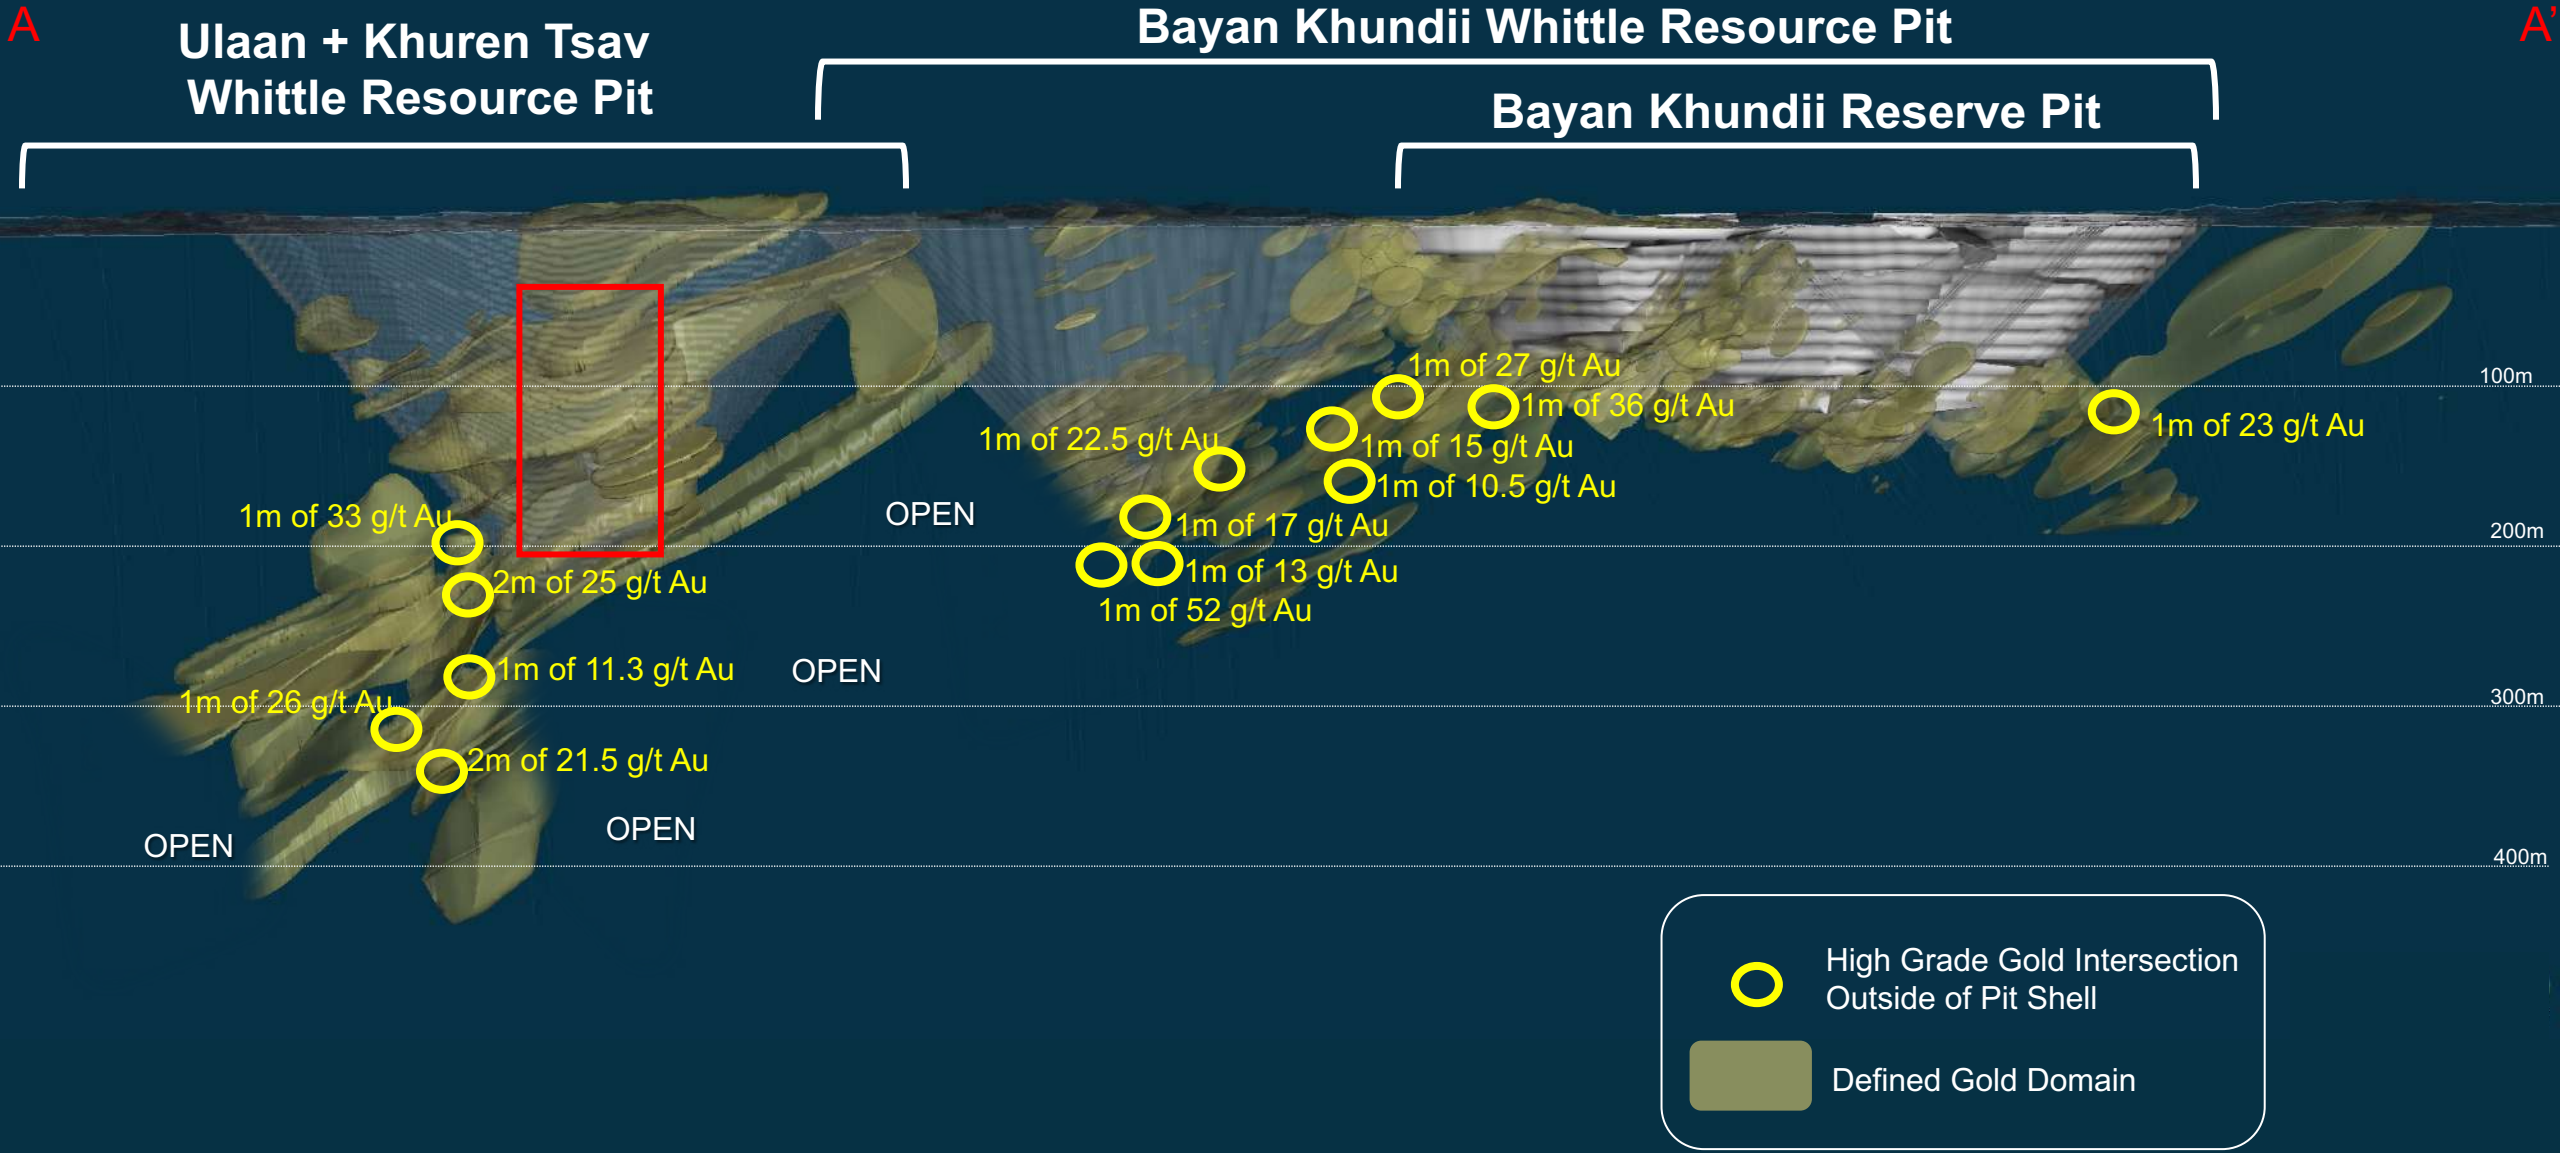 A
A'
Ulaan + Khuren Tsav
Whittle Resource Pit
Bayan Khundii Whittle Resource Pit
Bayan Khundii Reserve Pit
1m of 27 g/t Au
100m
1m of 36 g/t Au
1m of 23 g/t Au
1m of 22.5 g/t Au
1m of 15 g/t Au
1m of 10.5 g/t Au
1m of 33 g/t Au
OPEN
1m of 17 g/t Au
200m
2m of 25 g/t Au
1m of 13 g/t Au
1m of 52 g/t Au
1m of 11.3 g/t Au
OPEN
1m of 26 g/t Au
300m
2m of 21.5 g/t Au
OPEN
OPEN
400m
High Grade Gold Intersection
Outside of Pit Shell
Defined Gold Domain